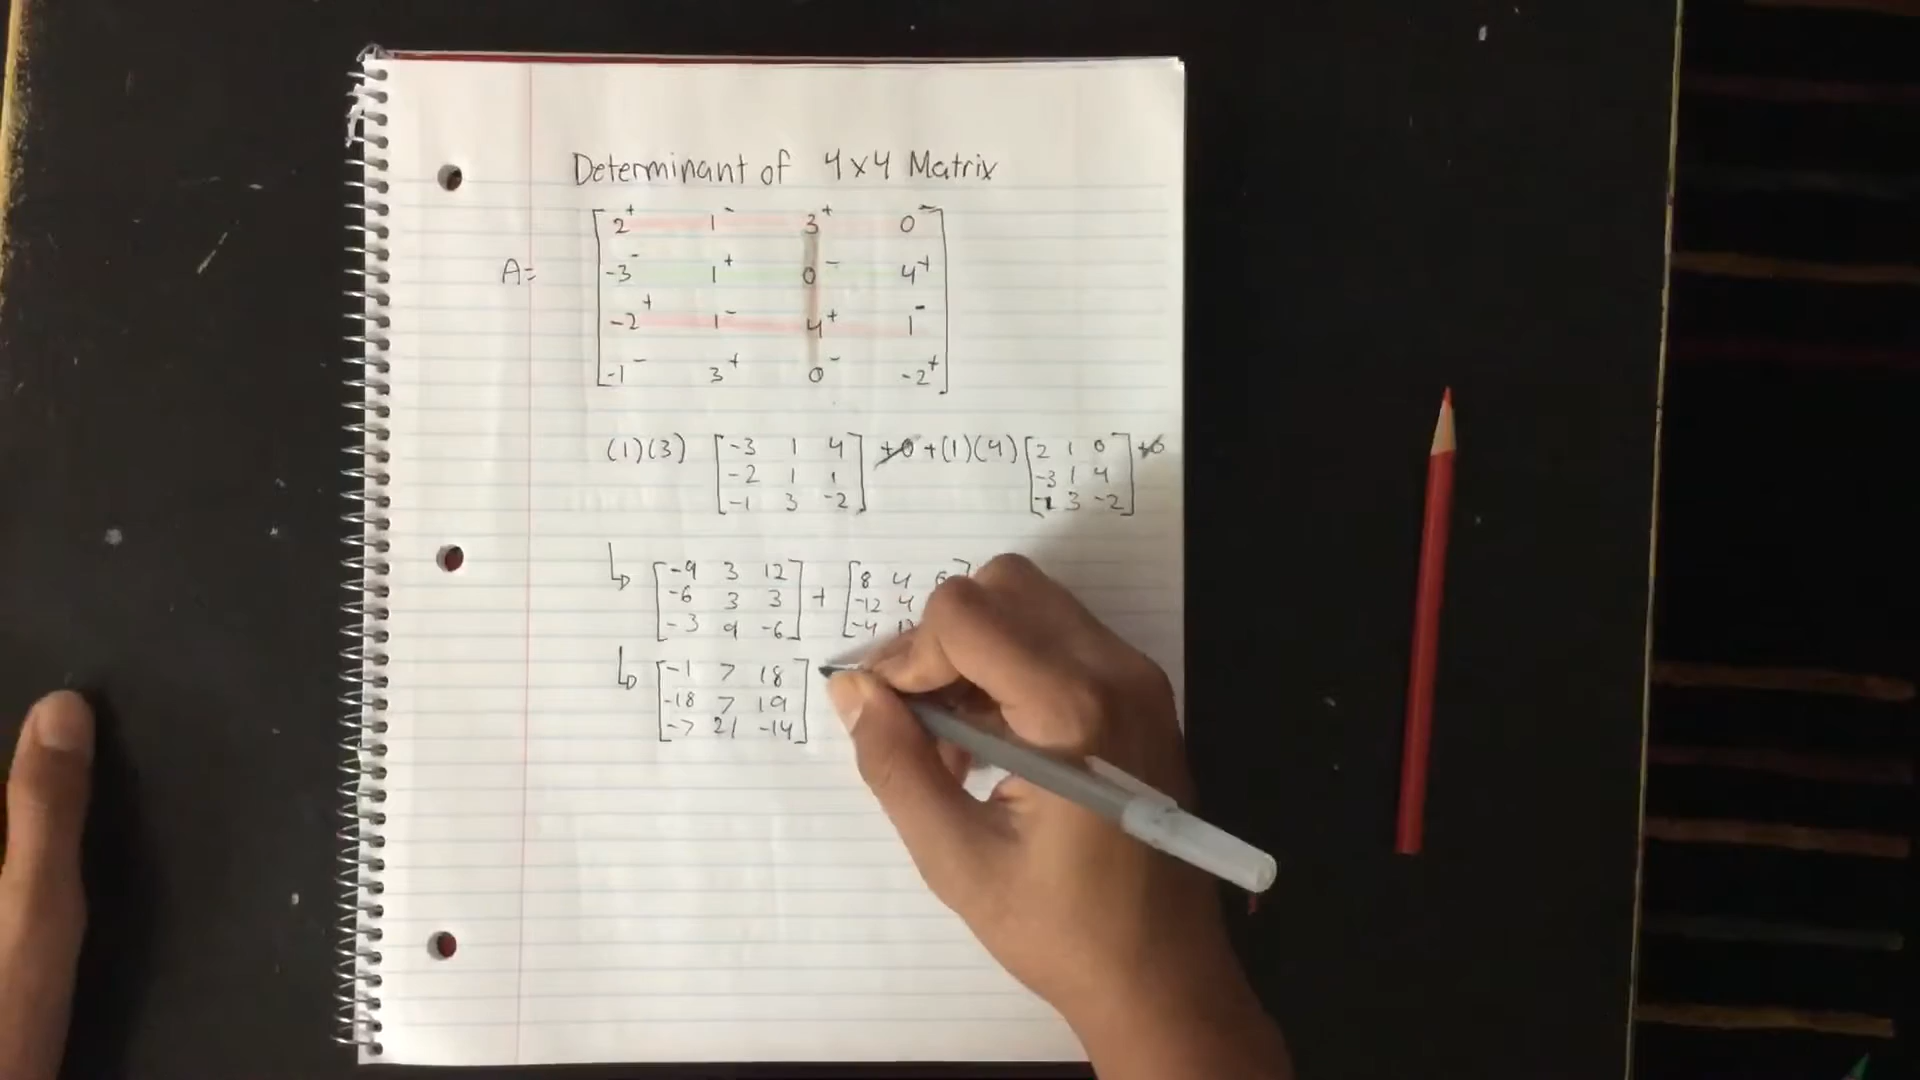 Determinant of 4x4 Matrix
A= [2⁺ 1⁻ 3⁺ 0⁻
-3⁻ 1⁺ 0⁻ 4⁺
-2⁺ 1⁻ 4⁺ 1⁻
-1⁻ 3⁺ 0⁻ -2⁺]
(1)(3) [-3 1 4] +0 +(1)(4) [2 1 0] +0
-2 1 1 -3 1 4
-1 3 -2 -1 3 -2
↳ [-9 3 12] + [8 4 6]
-6 3 3 -12 4
-3 9 -6 -4
↳ [-1 7 18]
-18 7 19
-7 21 -14